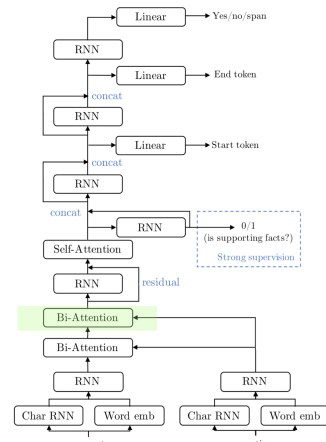 Linear Yes/no/span
RNN
Linear End token
concat
RNN
Linear Start token
concat
RNN
concat
RNN 0/1
(is supporting facts?)
Self-Attention Strong supervision
RNN residual
Bi-Attention
Bi-Attention
RNN RNN
Char RNN Word emb Char RNN Word emb